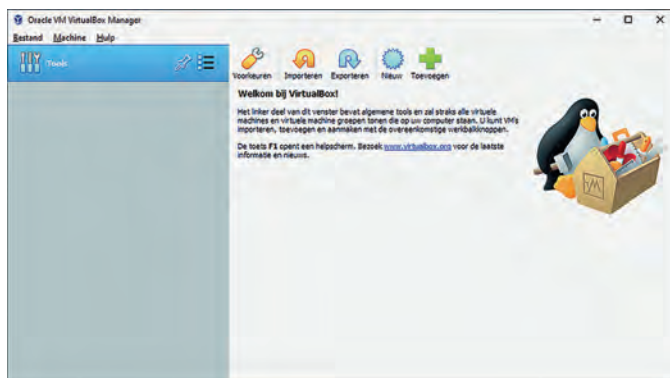 Oracle VM VirtualBox Manager
Bestand Machine Hulp
Tools
Voorkeuren Importeren Exporteren Nieuw Toevoegen
Welkom bij VirtualBox!
Het linker deel van dit venster bevat algemene tools en zal straks alle virtuele
machines en virtuele machine groepen tonen die op uw computer staan. U kunt VM's
importeren, toevoegen en aanmaken met de overeenkomstige werkbalkknoppen.
De toets F1 opent een helpscherm. Bezoek www.virtualbox.org voor de laatste
informatie en nieuws.
VM